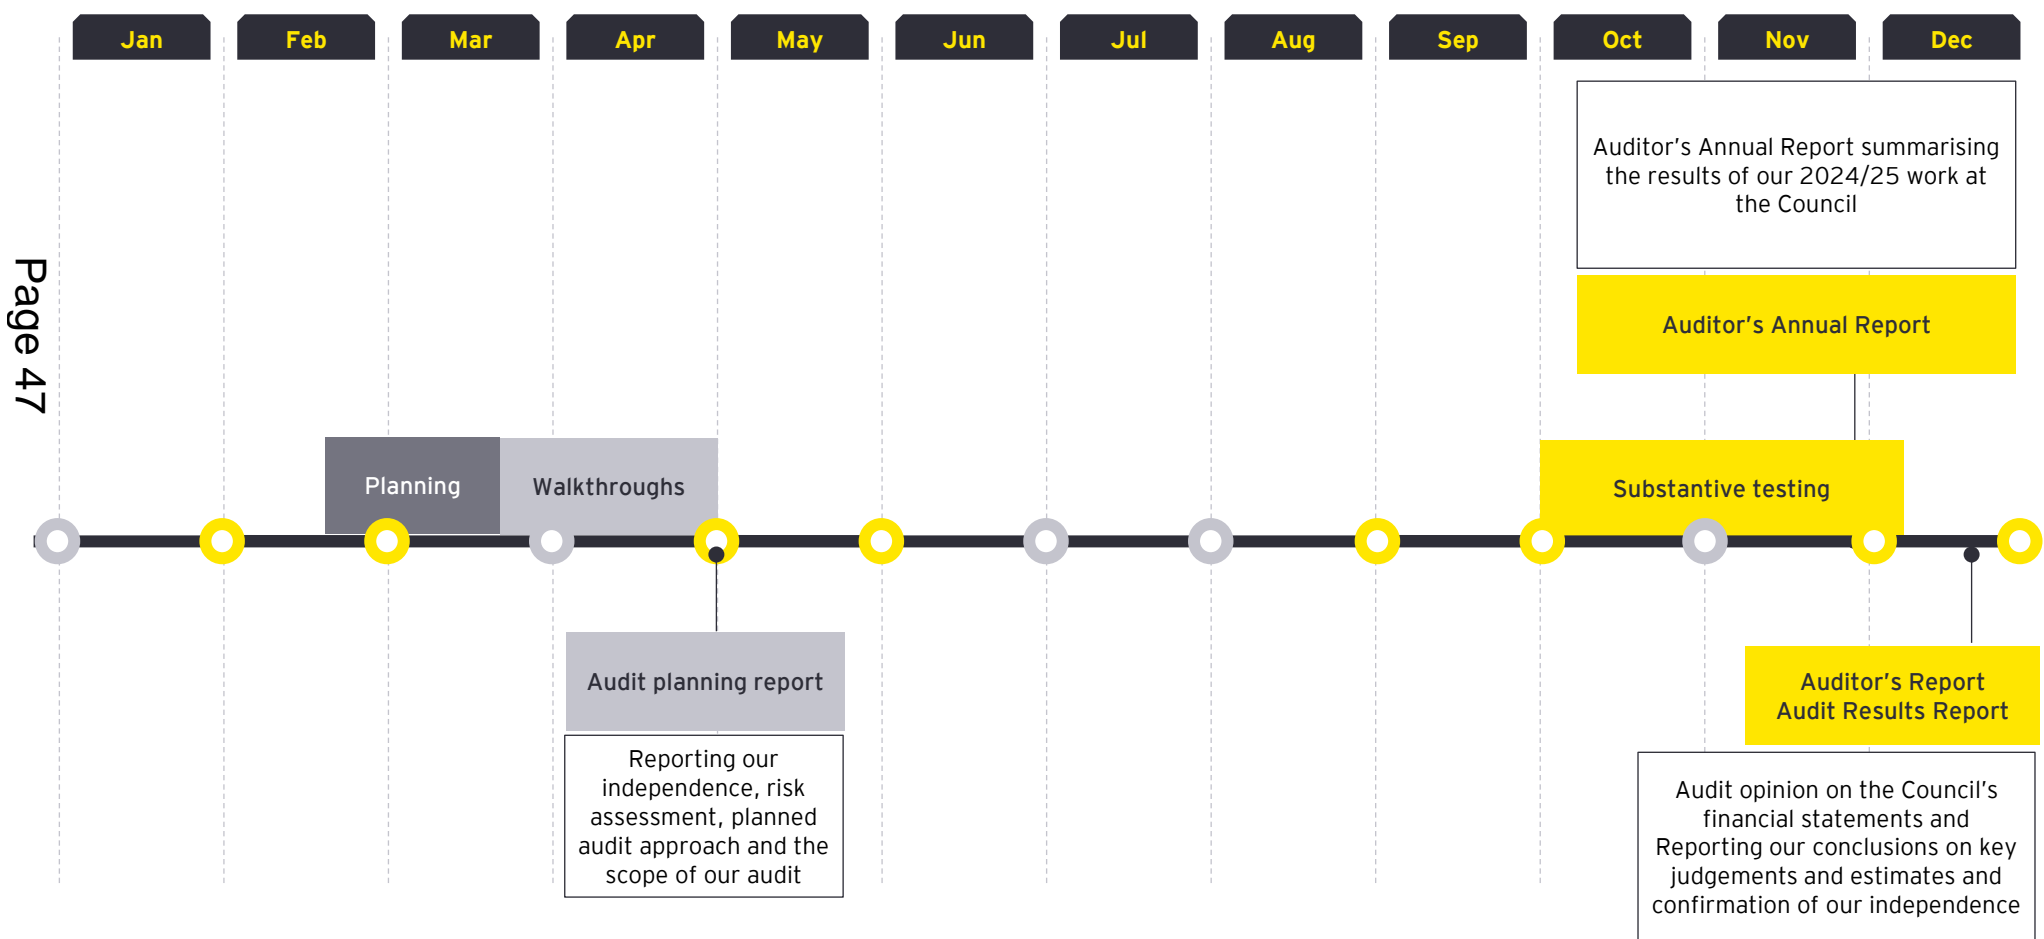 Jan
Feb
Mar
Apr
May
Jun
Jul
Aug
Sep
Oct
Nov
Dec
Auditor's Annual Report summarising
the results of our 2024/25 work at
the Council
Auditor's Annual Report
Page 47
Planning
Walkthroughs
Substantive testing
Audit planning report
Reporting our
independence, risk
assessment, planned
audit approach and the
scope of our audit
Auditor's Report
Audit Results Report
Audit opinion on the Council's
financial statements and
Reporting our conclusions on key
judgements and estimates and
confirmation of our independence